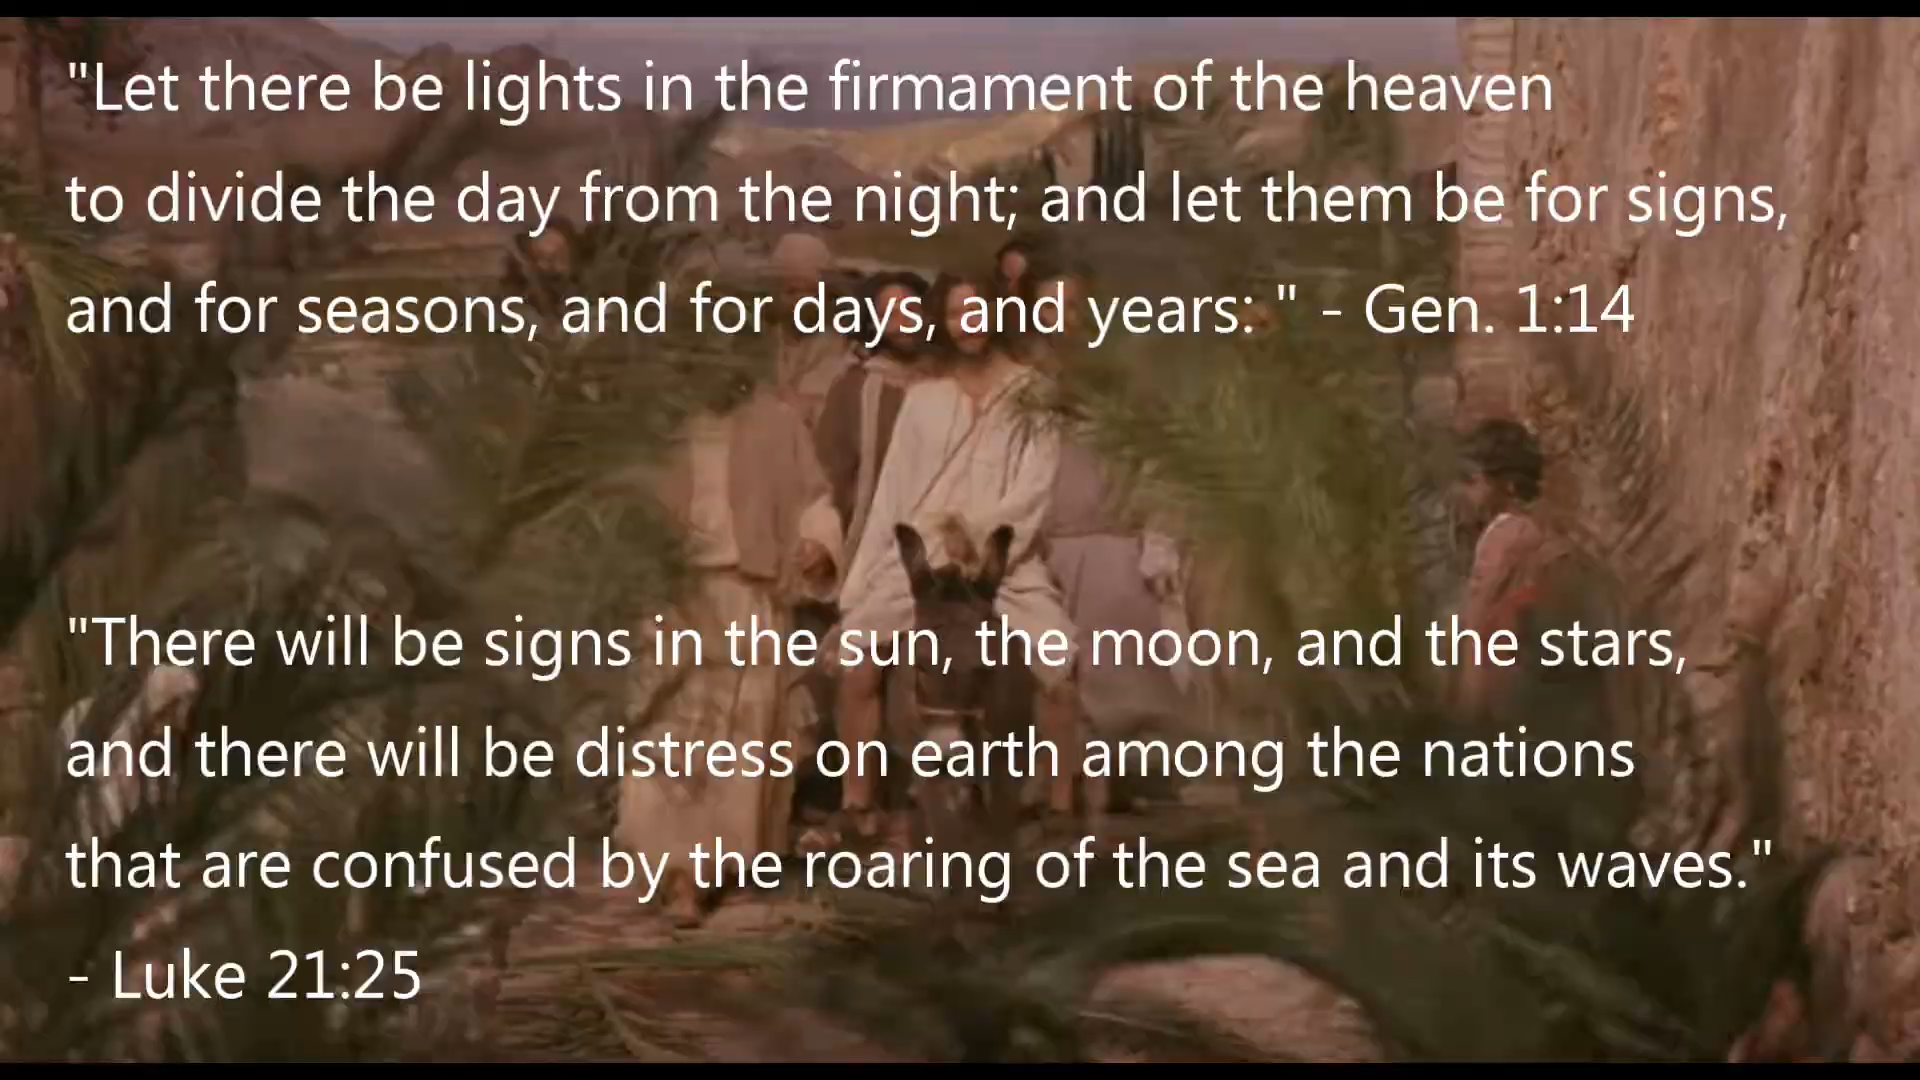 "Let there be lights in the firmament of the heaven
to divide the day from the night; and let them be for signs,
and for seasons, and for days, and years: " - Gen. 1:14
"There will be signs in the sun, the moon, and the stars,
and there will be distress on earth among the nations
that are confused by the roaring of the sea and its waves."
- Luke 21:25